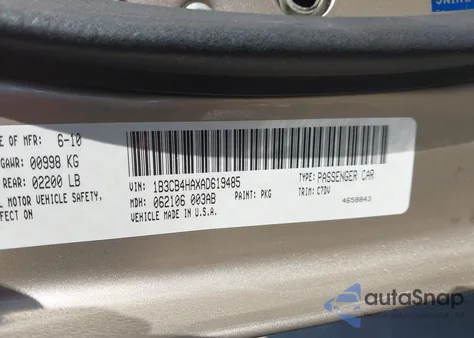 E OF MFR: 6-10
GAWR: 00998 KG
REAR: 02200 LB
L MOTOR VEHICLE SAFETY,
FECT ON
VIN: 1B3CB4HAXAD619485
TYPE: PASSENGER CAR
MDH: 062106 003AB
PAINT: PKG
TRIM: C7DV
VEHICLE MADE IN U.S.A.
4658843
autoSnap